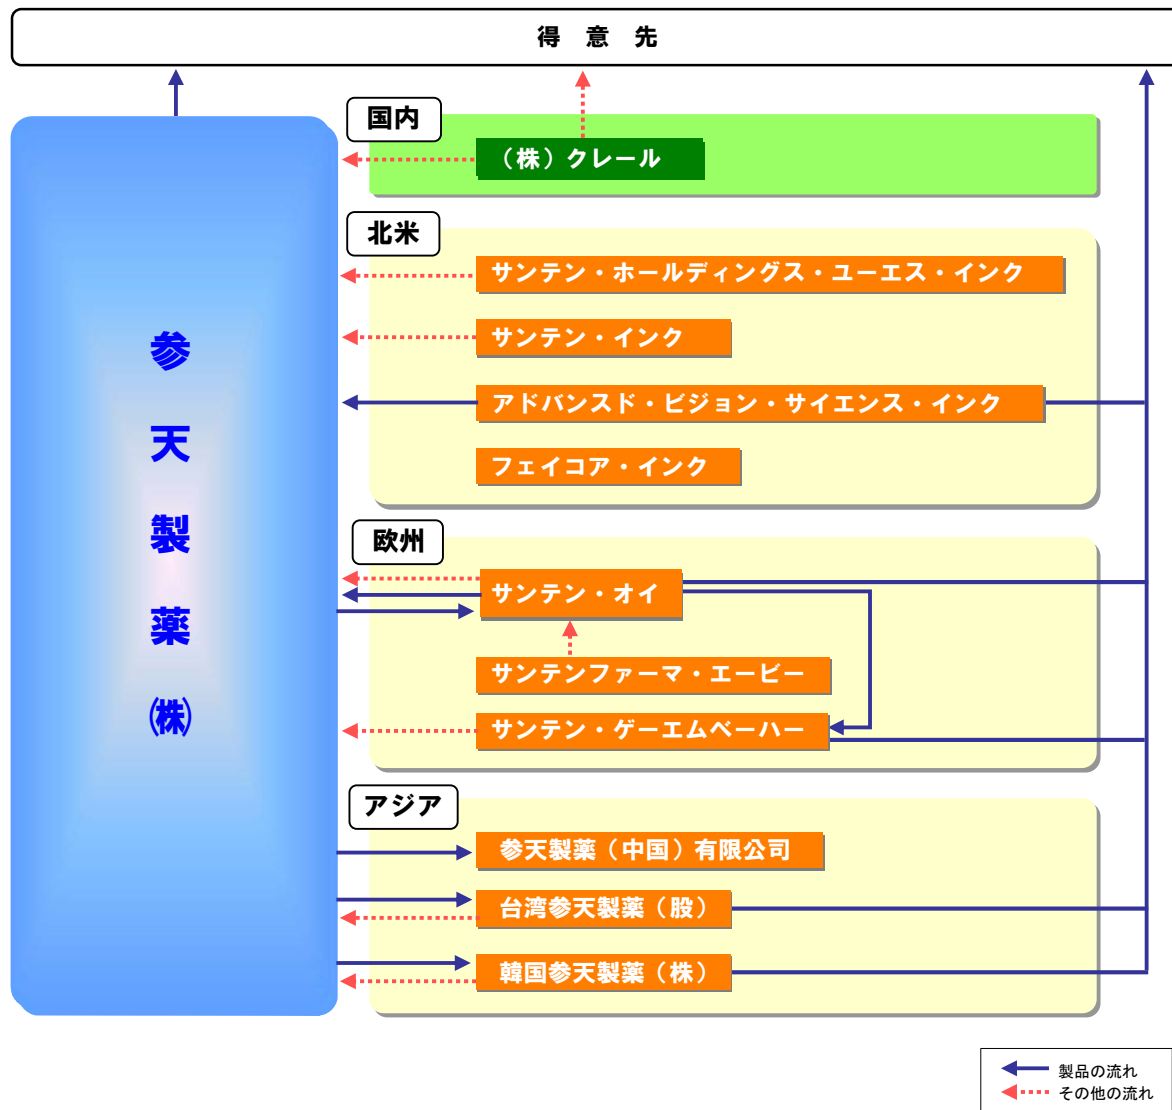 得 意 先
参天製薬㈱
国内
（株）クレール
北米
サンテン・ホールディングス・ユーエス・インク
サンテン・インク
アドバンスド・ビジョン・サイエンス・インク
フェイコア・インク
欧州
サンテン・オイ
サンテンファーマ・エービー
サンテン・ゲーエムベーハー
アジア
参天製薬（中国）有限公司
台湾参天製薬（股）
韓国参天製薬（株）
製品の流れ
その他の流れ